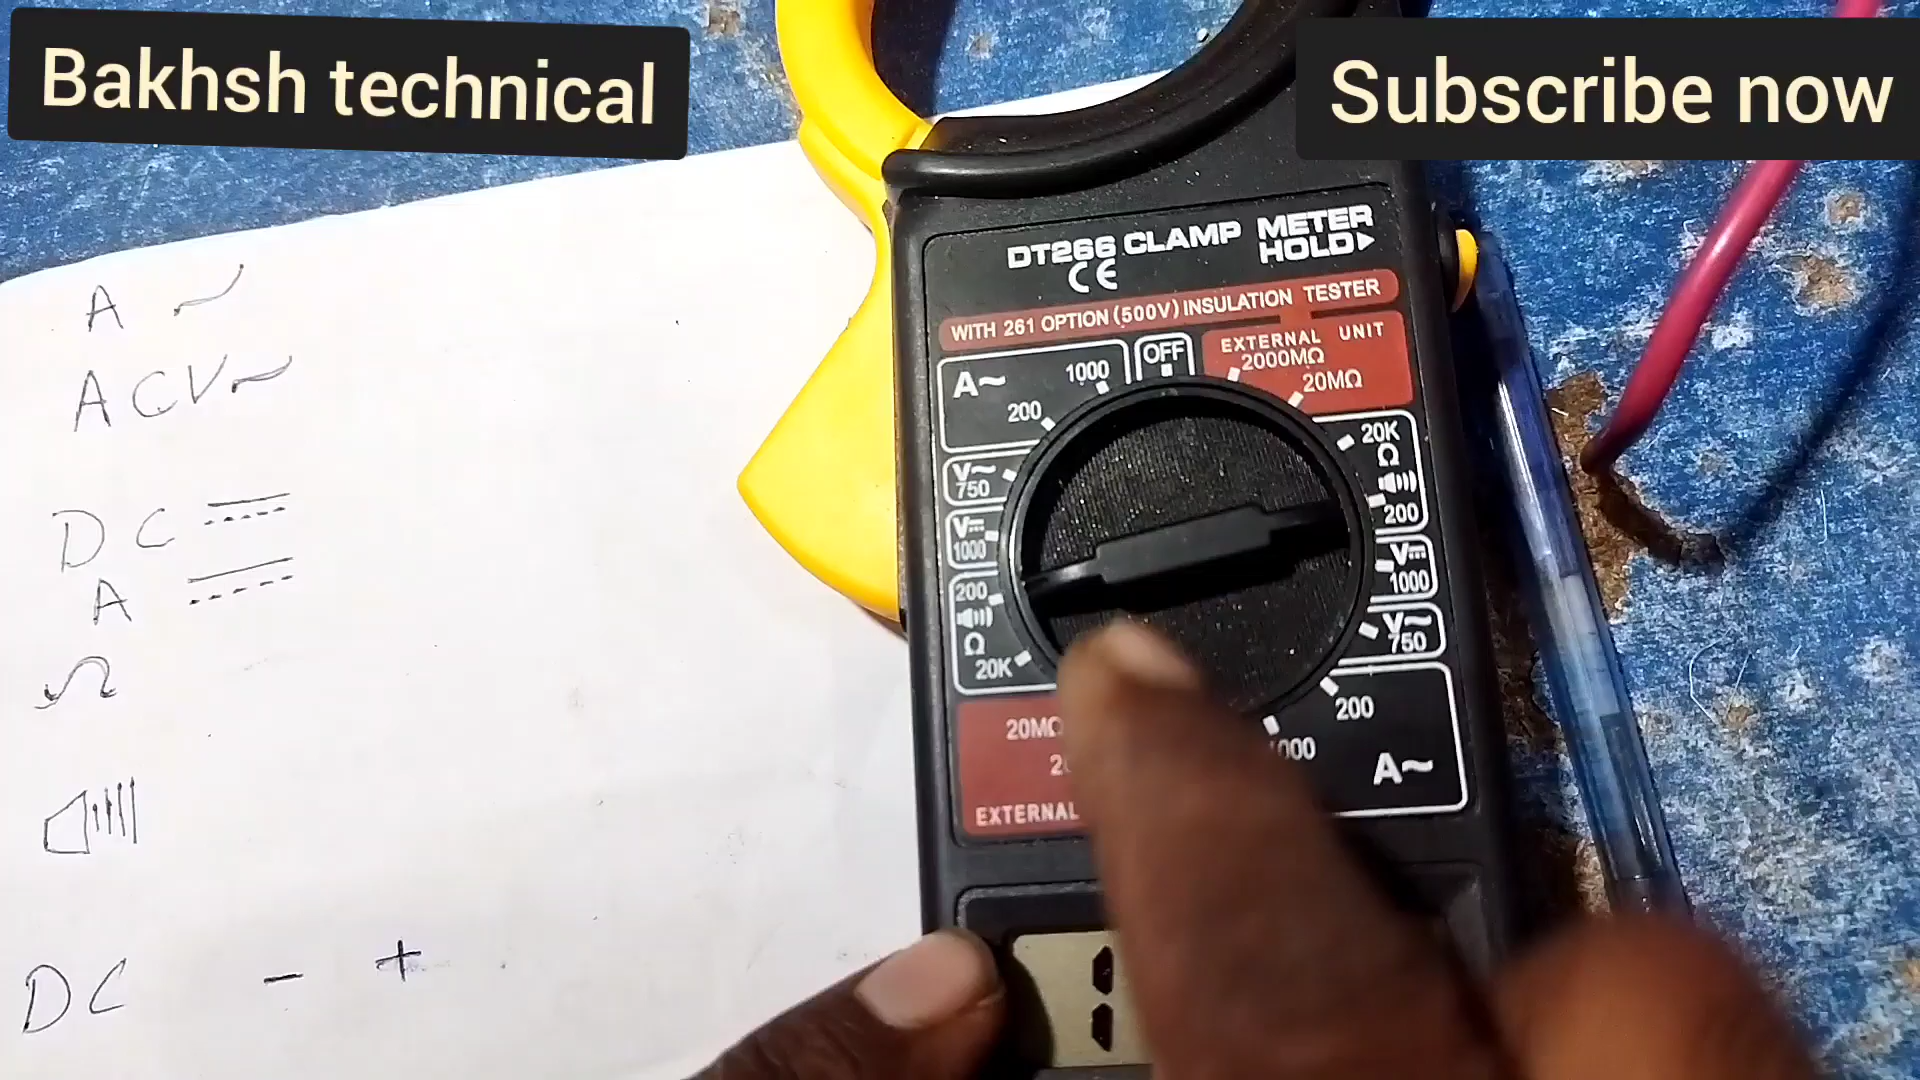 Bakhsh technical
Subscribe now
A ~
ACV~
DC
A
Ω
DC - +
DT266 CLAMP METER
HOLD▶
CE
WITH 261 OPTION (500V) INSULATION TESTER
EXTERNAL UNIT
2000MΩ
20MΩ
OFF
A~
1000
200
V~
750
V⎓
1000
200
Ω
20K
20MΩ
EXTERNAL
20K
Ω
200
V⎓
1000
V~
750
200
A~